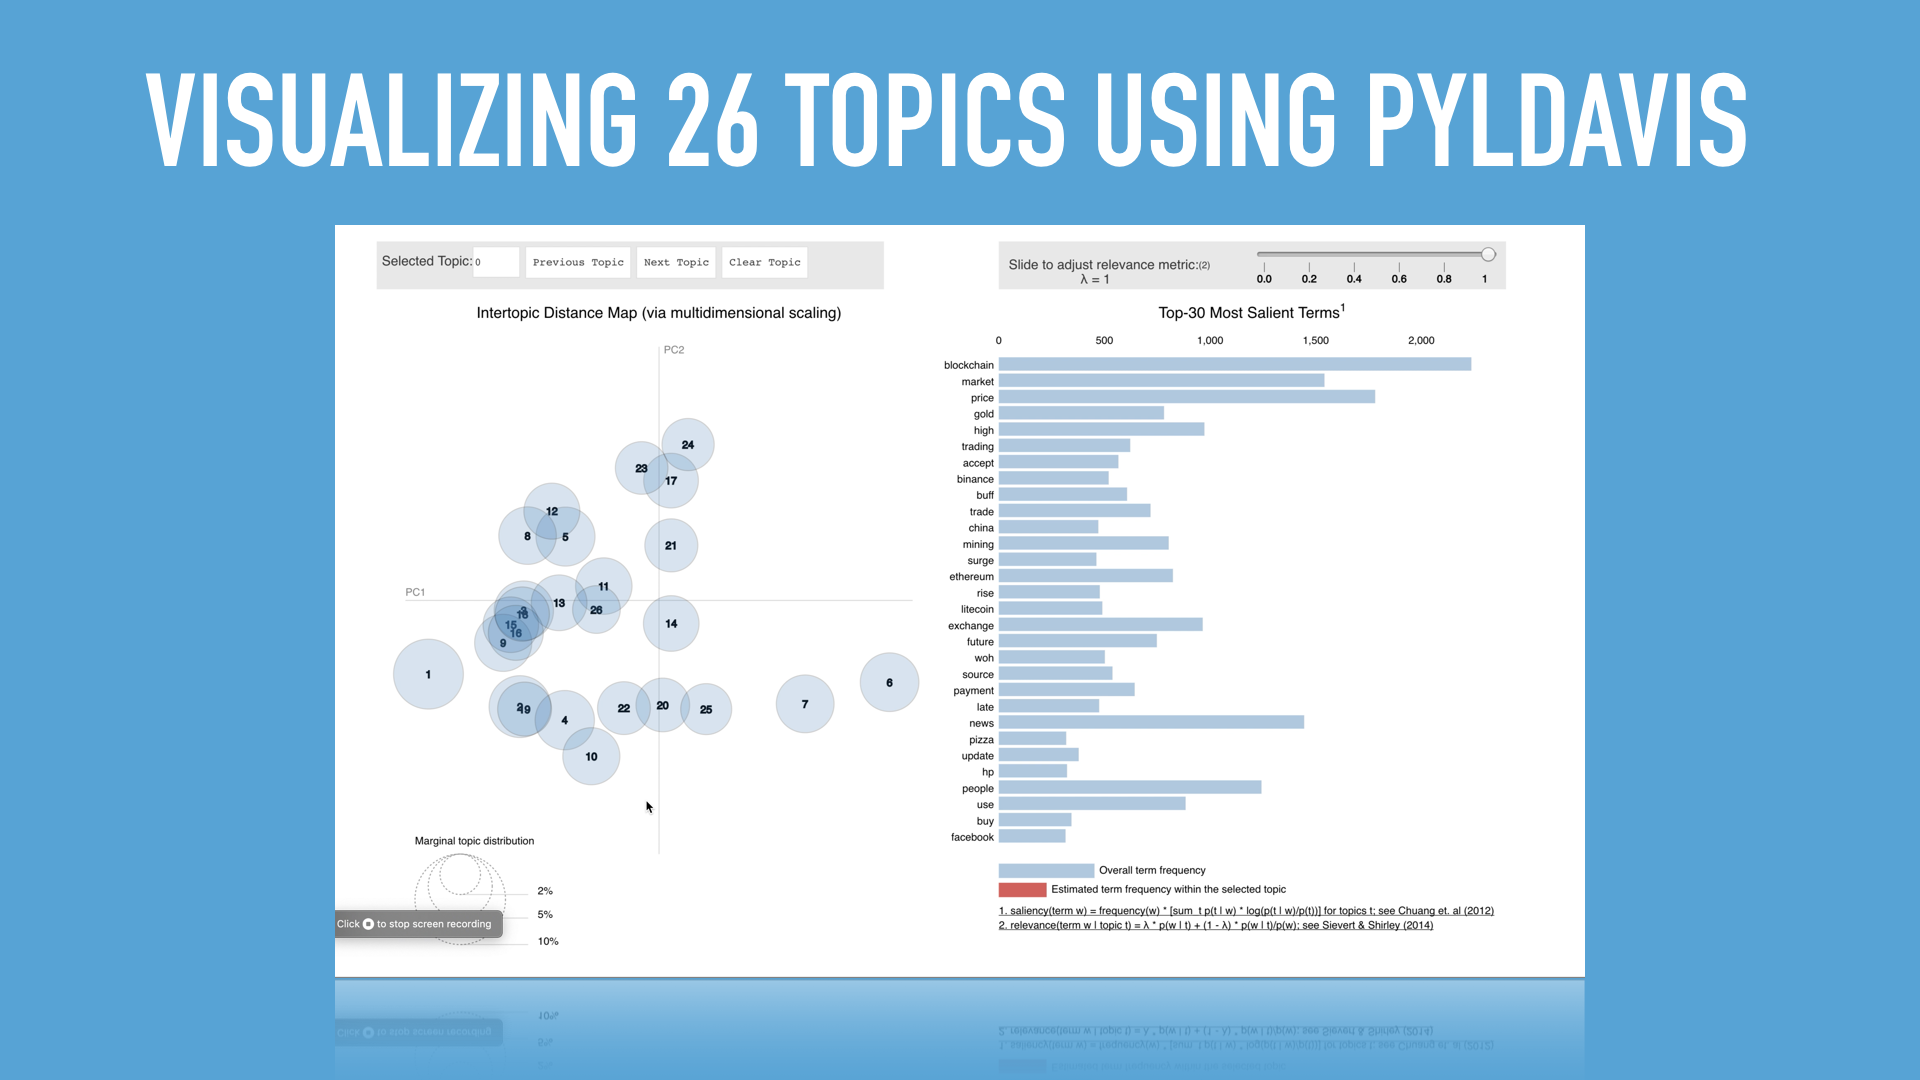 VISUALIZING 26 TOPICS USING PYLDAVIS
Selected Topic: 0 Previous Topic Next Topic Clear Topic
Slide to adjust relevance metric:(2)
λ = 1
0.0 0.2 0.4 0.6 0.8 1
Intertopic Distance Map (via multidimensional scaling)
PC2
PC1
24
23
17
12
8
5
21
11
13
26
3
18
15
16
14
9
1
6
7
2
19
4
22
20
25
10
Marginal topic distribution
2%
5%
10%
Click to stop screen recording
Top-30 Most Salient Terms1
0 500 1,000 1,500 2,000
blockchain
market
price
gold
high
trading
accept
binance
buff
trade
china
mining
surge
ethereum
rise
litecoin
exchange
future
woh
source
payment
late
news
pizza
update
hp
people
use
buy
facebook
Overall term frequency
Estimated term frequency within the selected topic
1. saliency(term w) = frequency(w) * [sum_t p(t | w) * log(p(t | w)/p(t))] for topics t; see Chuang et. al (2012)
2. relevance(term w | topic t) = λ * p(w | t) + (1 - λ) * p(w | t)/p(w); see Sievert & Shirley (2014)